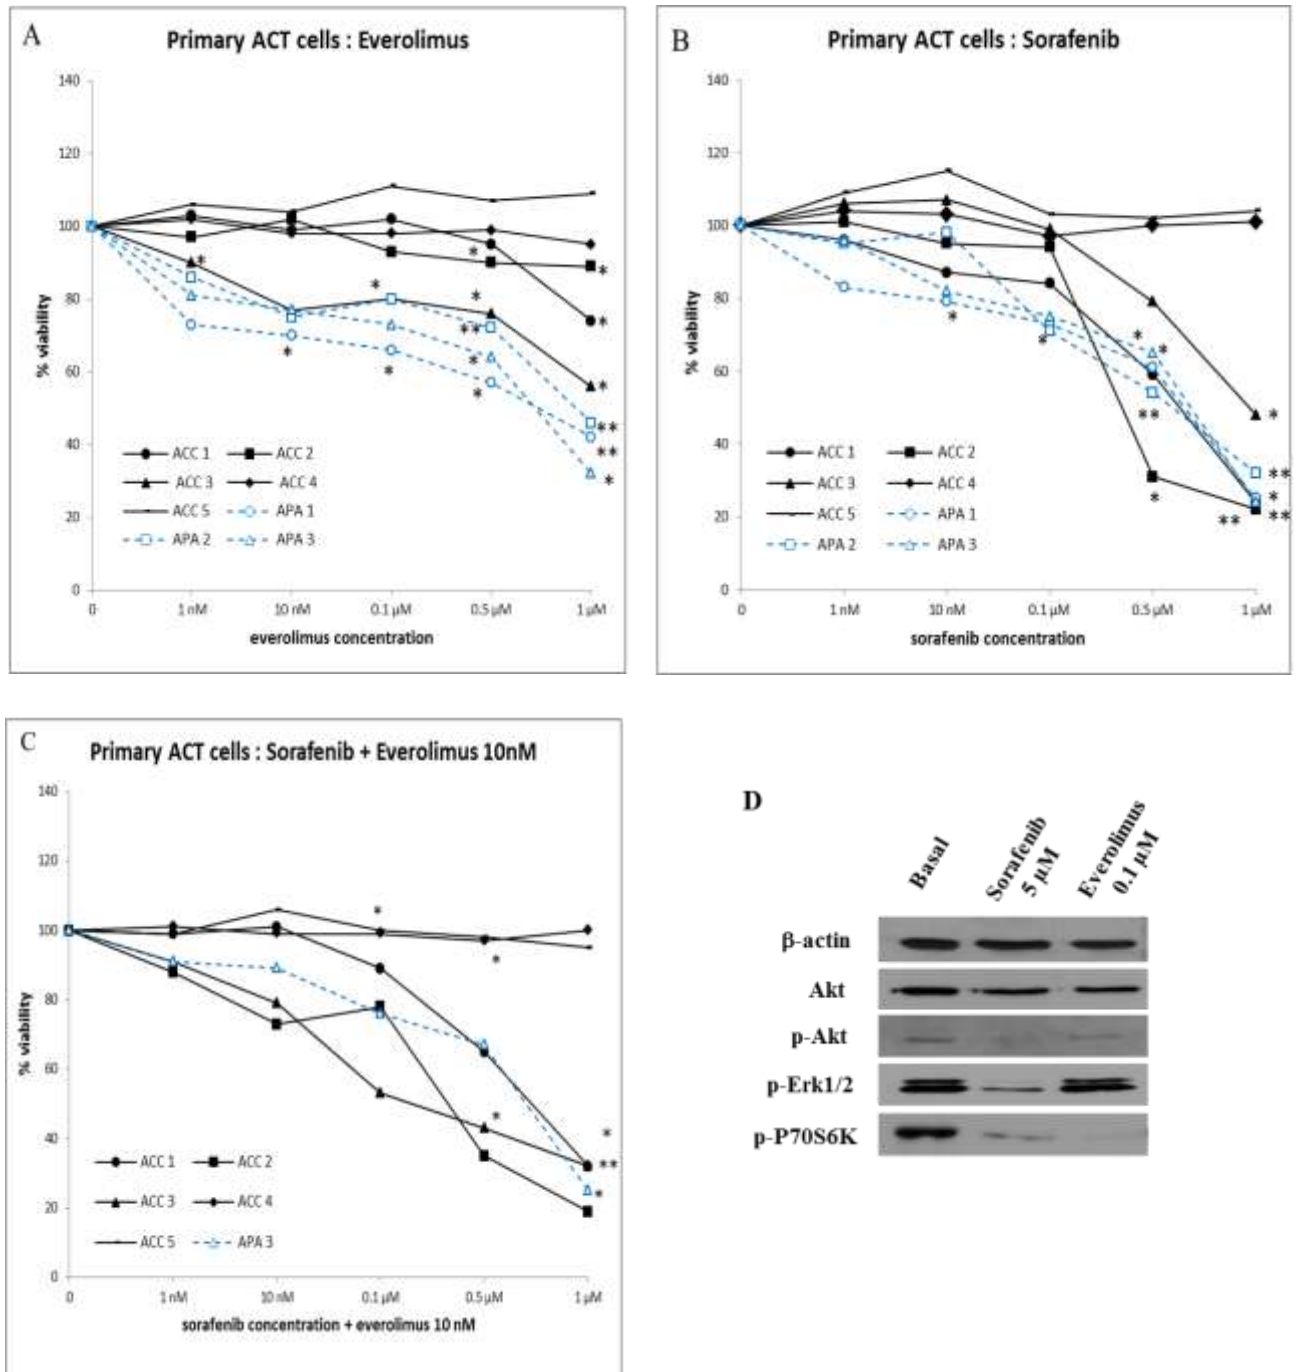 A
Primary ACT cells : Everolimus
140
120
100
80
60
40
20
0
% viability
* * * * * * * * * * * * ** ** ** *
ACC 1 ACC 2
ACC 3 ACC 4
ACC 5 APA 1
APA 2 APA 3
0 1 nM 10 nM 0.1 µM 0.5 µM 1 µM
everolimus concentration
B
Primary ACT cells : Sorafenib
140
120
100
80
60
40
20
0
% viability
ACC 1 ACC 2
ACC 3 ACC 4
ACC 5 APA 1
APA 2 APA 3
0 1 nM 10 nM 0.1 µM 0.5 µM 1 µM
sorafenib concentration
C
Primary ACT cells : Sorafenib + Everolimus 10nM
140
120
100
80
60
40
20
0
% viability
ACC 1 ACC 2
ACC 3 ACC 4
ACC 5 APA 3
0 1 nM 10 nM 0.1 µM 0.5 µM 1 µM
sorafenib concentration + everolimus 10 nM
D
Basal
Sorafenib
5 µM
Everolimus
0.1 µM
β-actin
Akt
p-Akt
p-Erk1/2
p-P70S6K